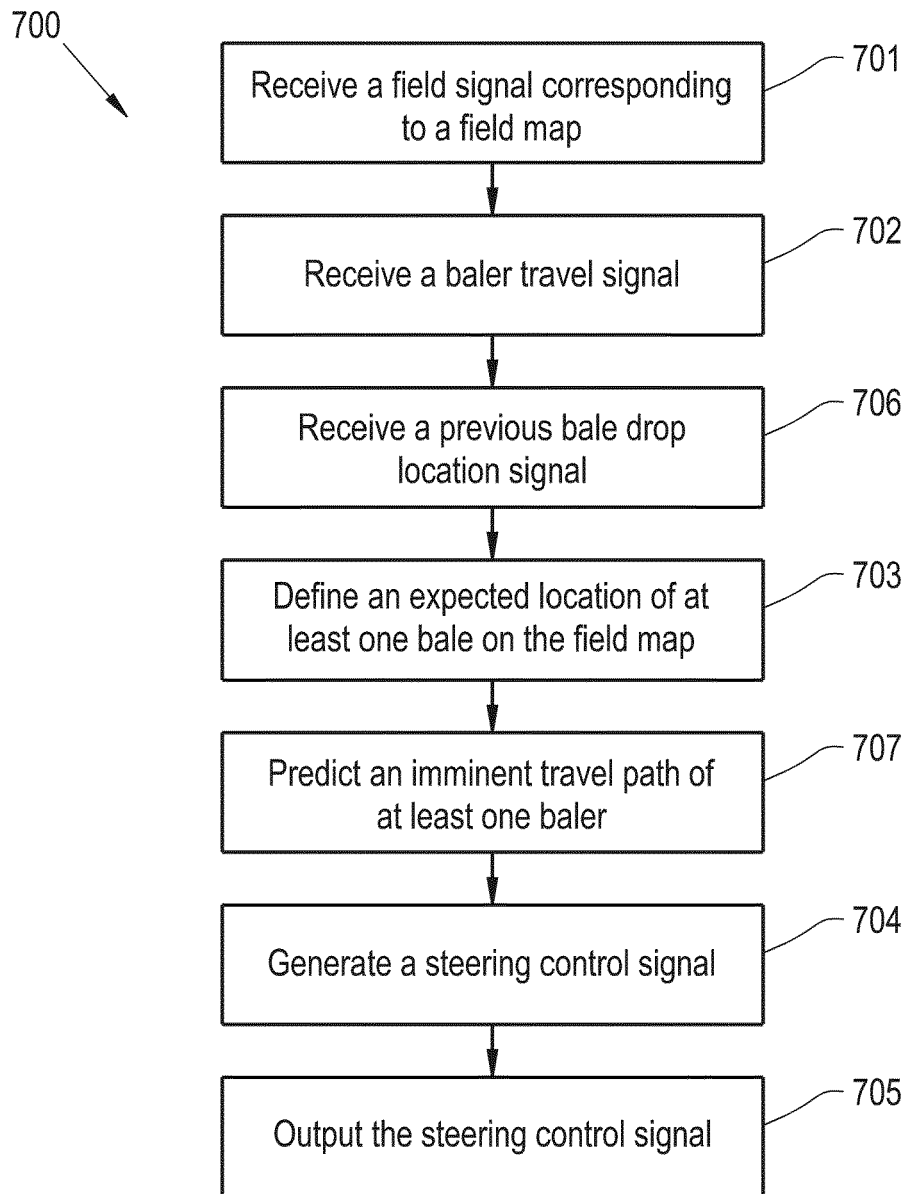 700
Receive a field signal corresponding
to a field map
701
Receive a baler travel signal
702
Receive a previous bale drop
location signal
706
Define an expected location of at
least one bale on the field map
703
Predict an imminent travel path of
at least one baler
707
Generate a steering control signal
704
Output the steering control signal
705